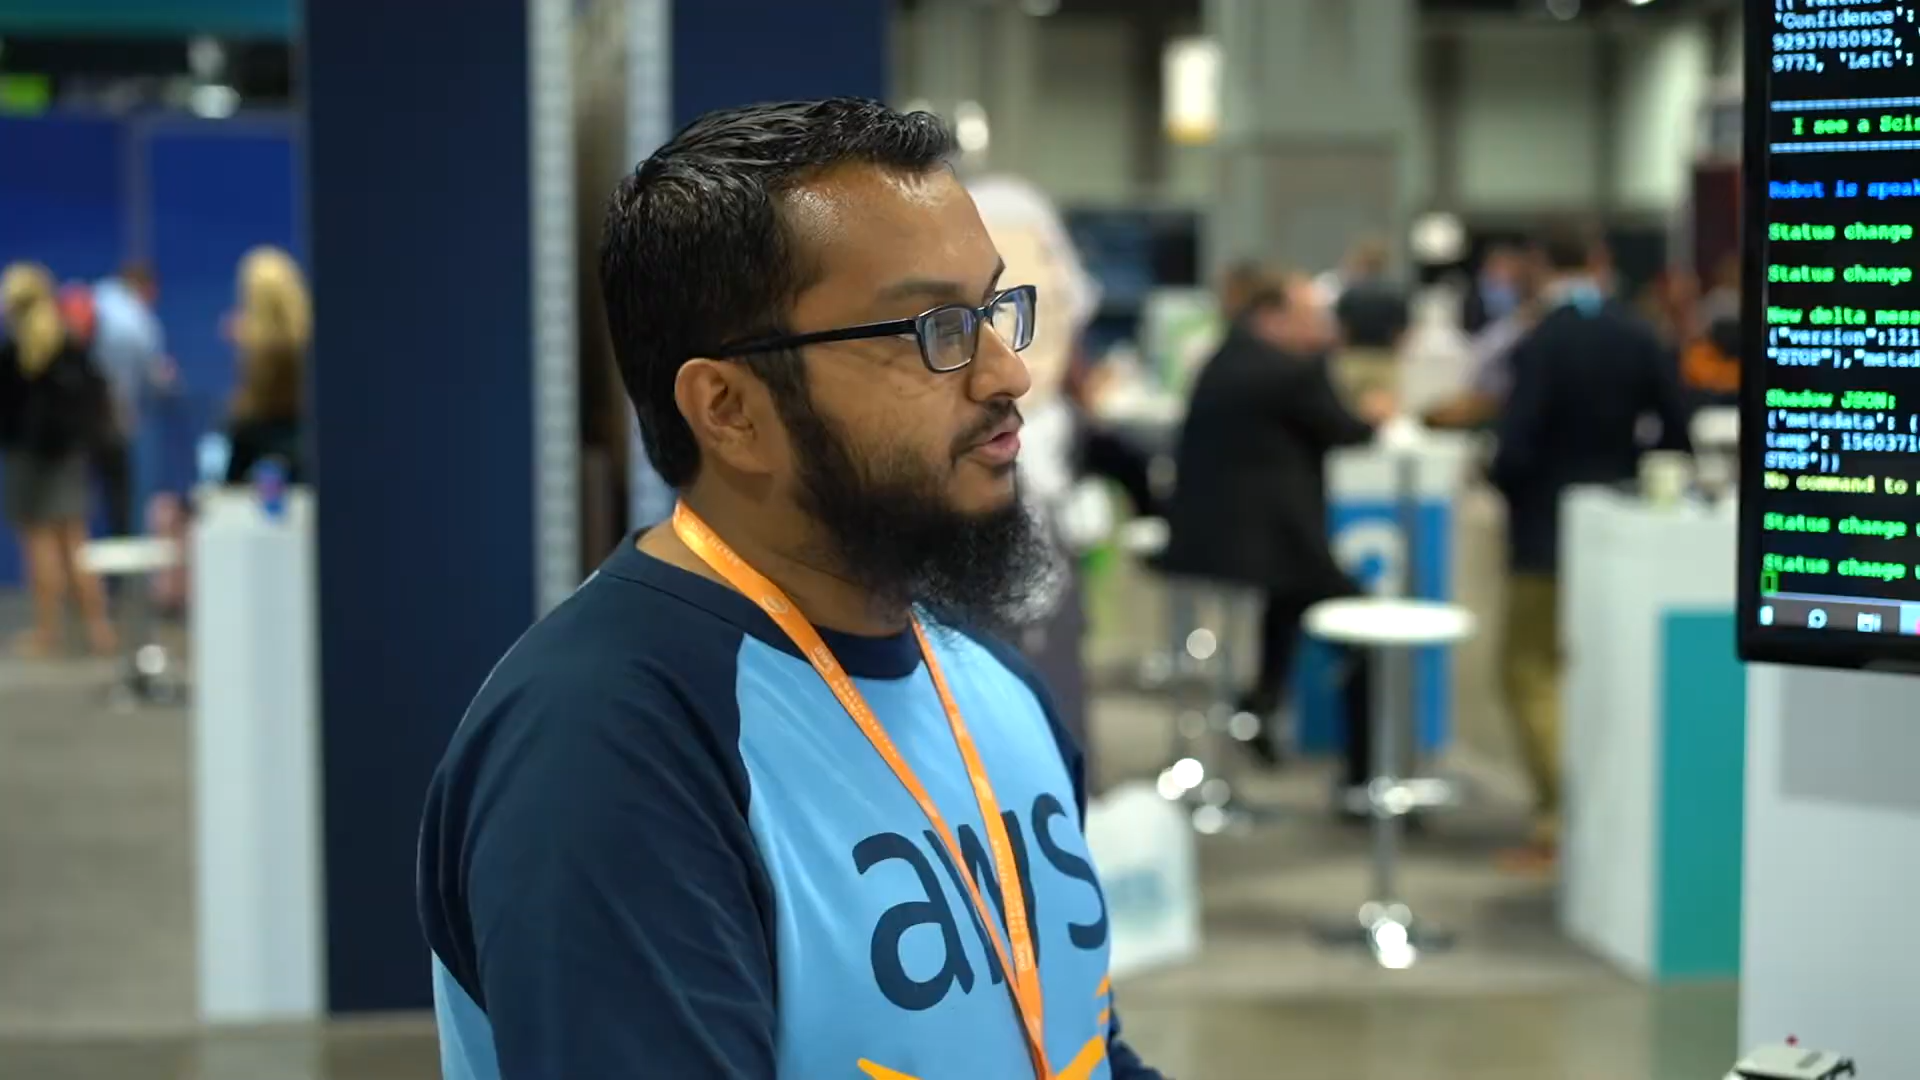 aws
'Confidence':
92937850952, '
9773, 'Left':
I see a Sci
Robot is speak
Status change
Status change
New delta mess
{"version":121
"STOP"},"metad
Shadow JSON:
{"metadata": {
tamp": 1560371
STOP"}}
No command to
Status change
Status change